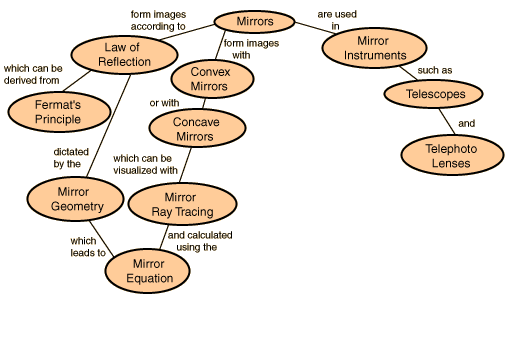 form images
according to
Mirrors
are used
in
Law of
Reflection
form images
with
Mirror
Instruments
which can be
derived from
Convex
Mirrors
such as
Fermat's
Principle
or with
Telescopes
Concave
Mirrors
and
dictated
by the
which can be
visualized with
Telephoto
Lenses
Mirror
Geometry
Mirror
Ray Tracing
which
leads to
and calculated
using the
Mirror
Equation